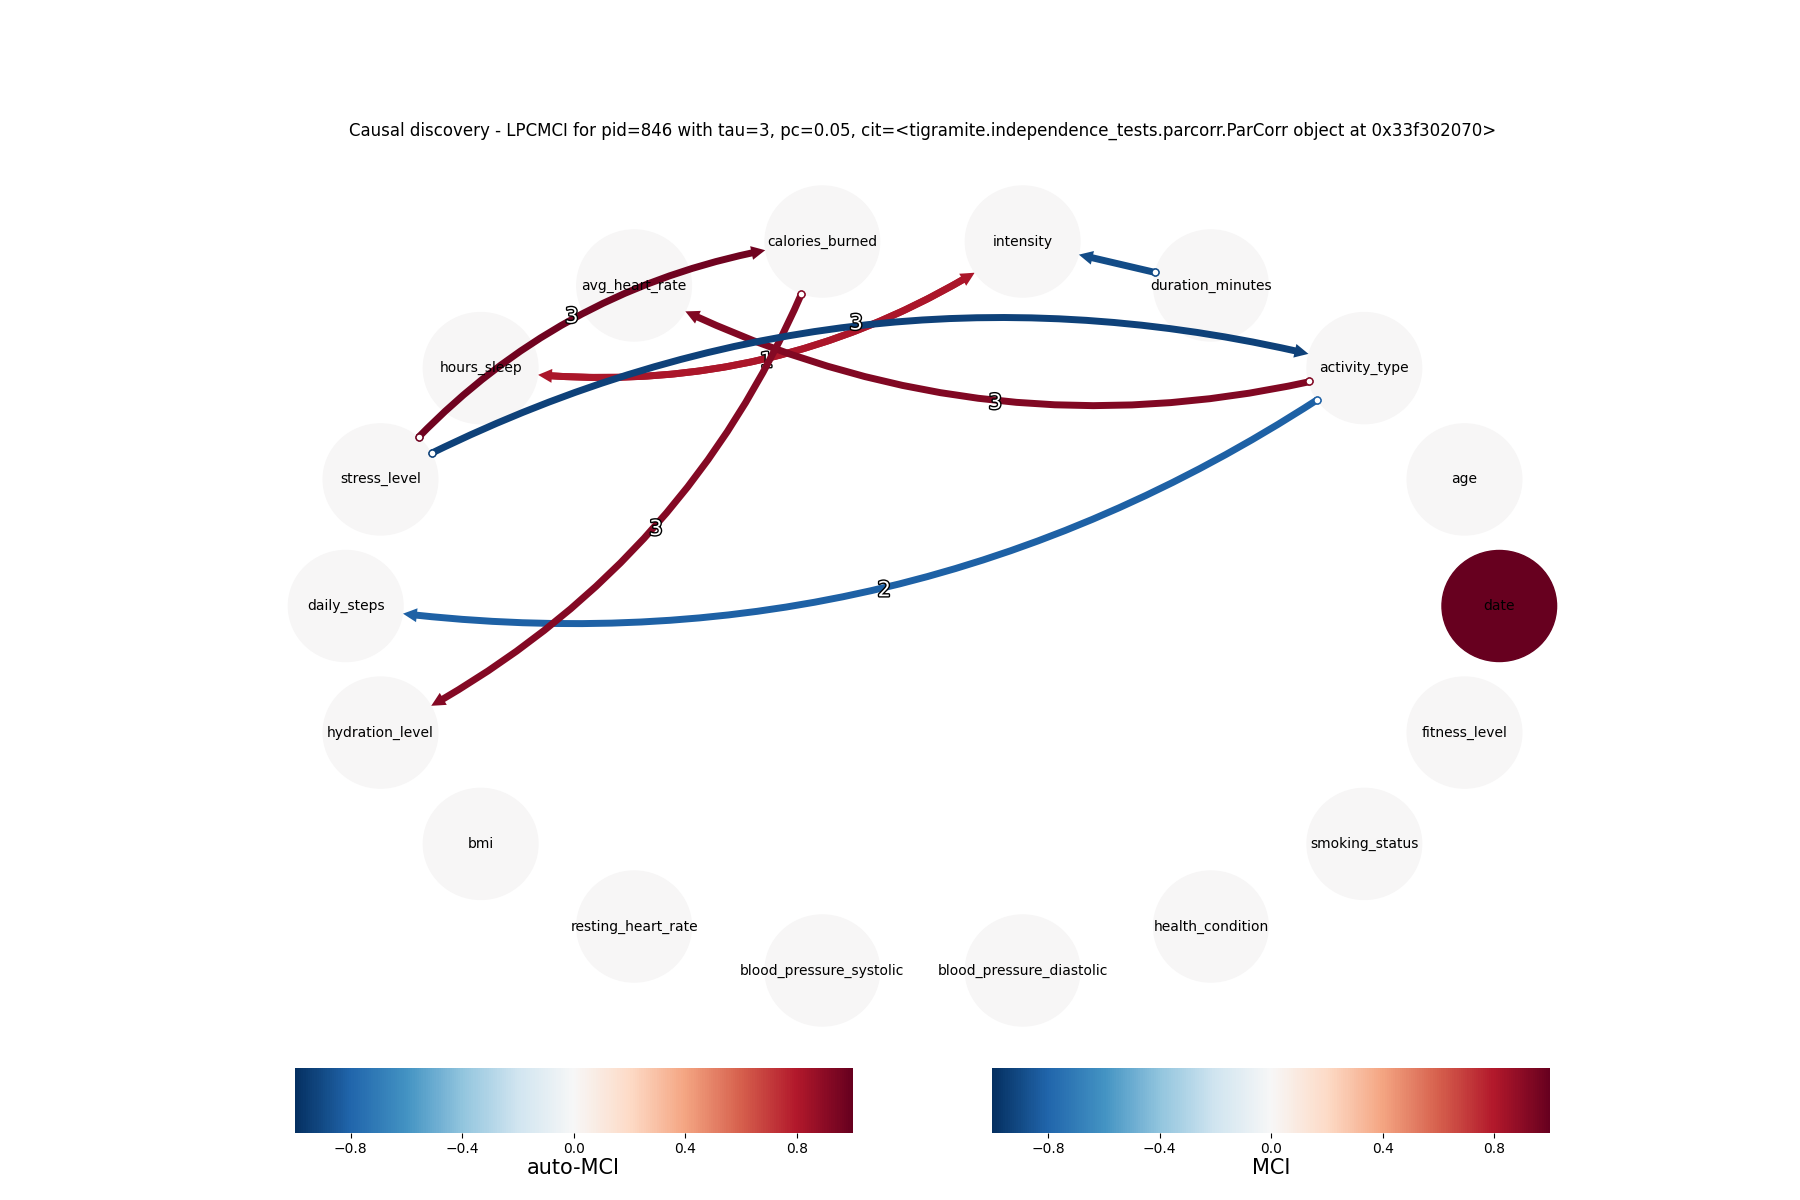 Causal discovery - LPCMCI for pid=846 with tau=3, pc=0.05, cit=<tigramite.independence_tests.parcorr.ParCorr object at 0x33f302070>
calories_burned
intensity
avg_heart_rate
duration_minutes
3
3
hours_sleep
activity_type
3
stress_level
age
3
2
daily_steps
date
hydration_level
fitness_level
bmi
smoking_status
resting_heart_rate
health_condition
blood_pressure_systolic
blood_pressure_diastolic
−0.8 −0.4 0.0 0.4 0.8
auto-MCI
−0.8 −0.4 0.0 0.4 0.8
MCI